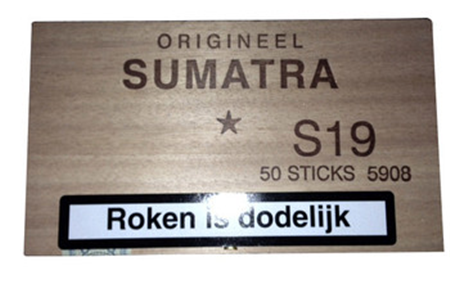 ORIGINEEL
SUMATRA
S19
50 STICKS 5908
Roken is dodelijk